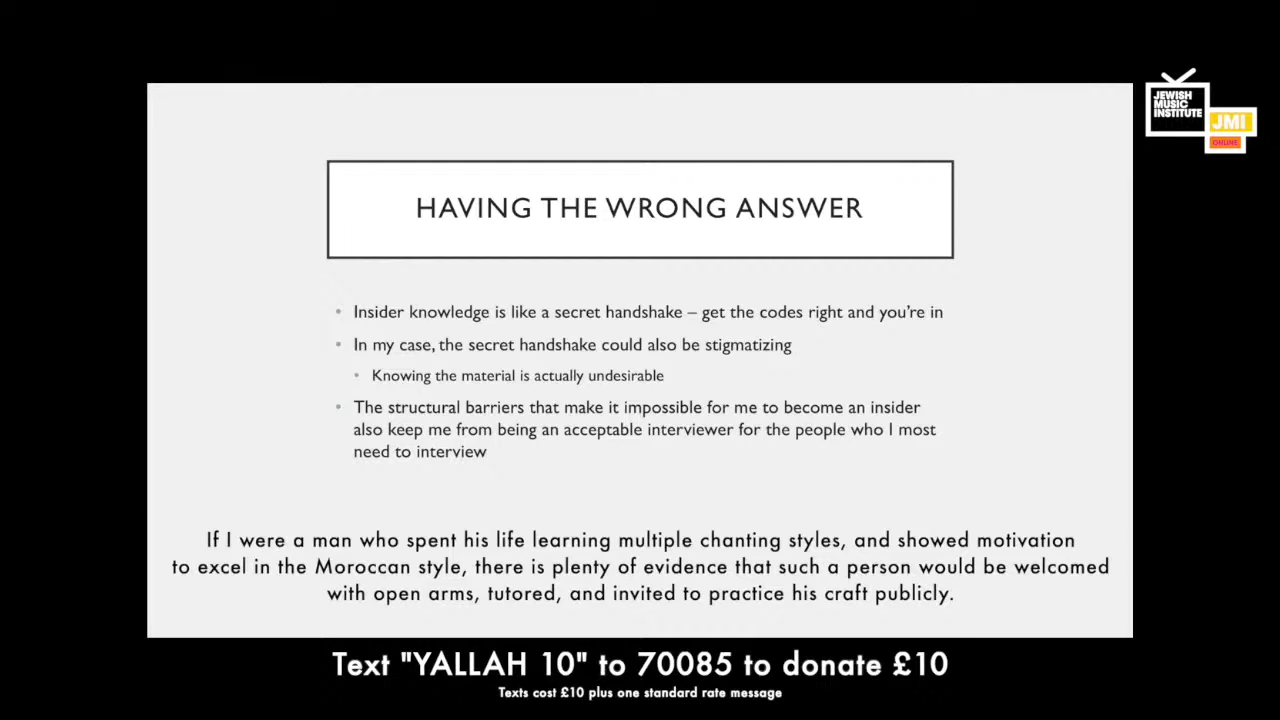 JEWISH
MUSIC
INSTITUTE
JMI
ONLINE
HAVING THE WRONG ANSWER
• Insider knowledge is like a secret handshake – get the codes right and you're in
• In my case, the secret handshake could also be stigmatizing
• Knowing the material is actually undesirable
• The structural barriers that make it impossible for me to become an insider
also keep me from being an acceptable interviewer for the people who I most
need to interview
If I were a man who spent his life learning multiple chanting styles, and showed motivation
to excel in the Moroccan style, there is plenty of evidence that such a person would be welcomed
with open arms, tutored, and invited to practice his craft publicly.
Text "YALLAH 10" to 70085 to donate £10
Texts cost £10 plus one standard rate message